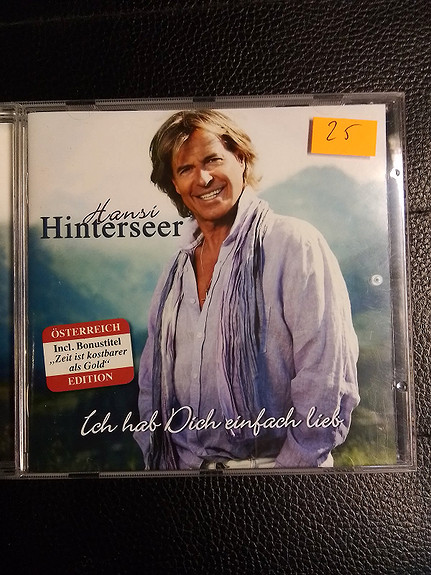 25
Hansi
Hinterseer
ÖSTERREICH
Incl. Bonustitel
„Zeit ist kostbarer
als Gold“
EDITION
Ich hab Dich einfach lieb